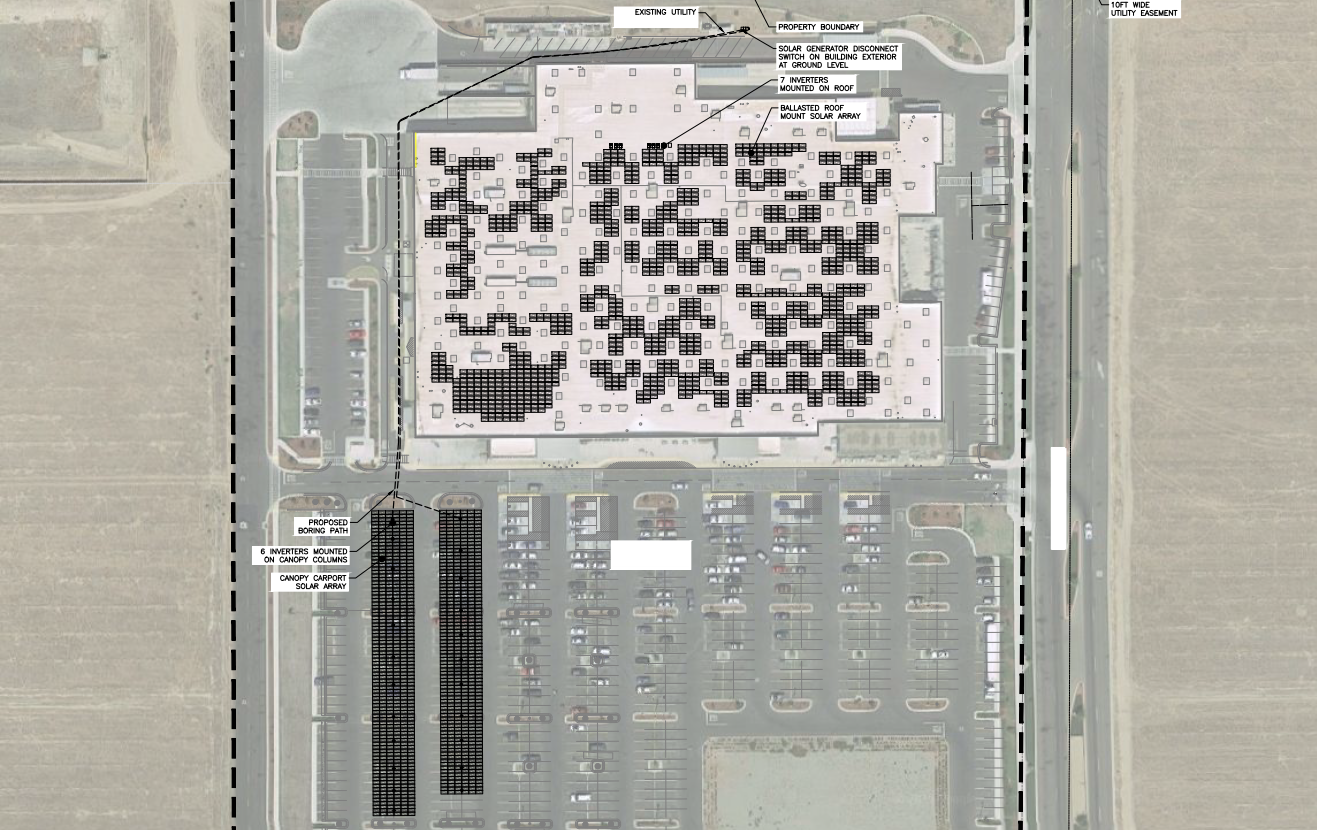 10FT WIDE
UTILITY EASEMENT
EXISTING UTILITY
PROPERTY BOUNDARY
SOLAR GENERATOR DISCONNECT
SWITCH ON BUILDING EXTERIOR
AT GROUND LEVEL
7 INVERTERS
MOUNTED ON ROOF
BALLASTED ROOF
MOUNT SOLAR ARRAY
PROPOSED
BORING PATH
6 INVERTERS MOUNTED
ON CANOPY COLUMNS
CANOPY CARPORT
SOLAR ARRAY